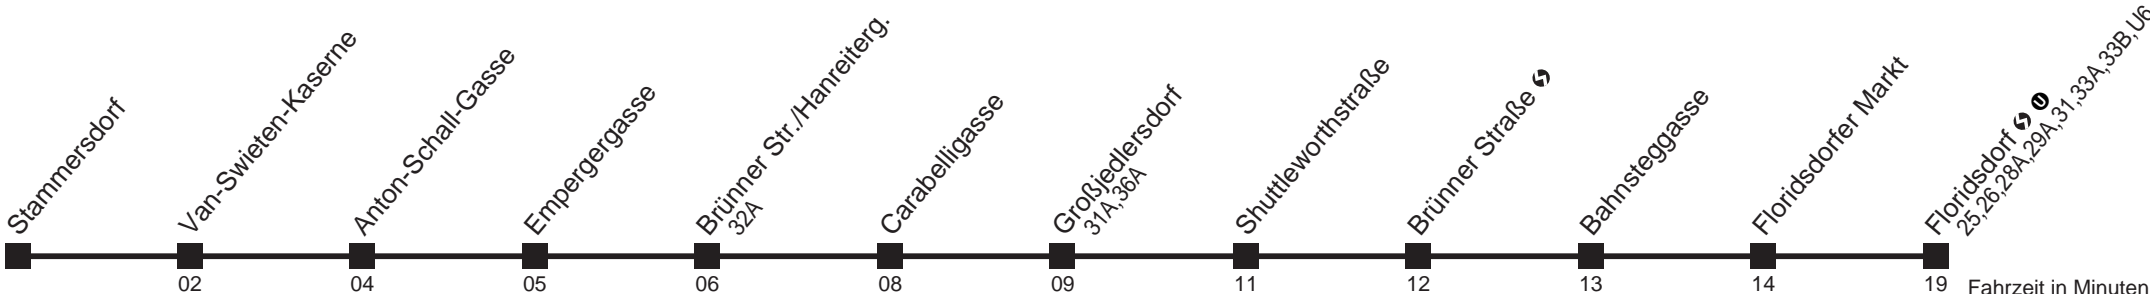 Stammersdorf
Van-Swieten-Kaserne
Anton-Schall-Gasse
Empergergasse
Brünner Str./Hanreiterg.
32A
Carabelligasse
Großjedlersdorf
31A,36A
Shuttleworthstraße
Brünner Straße S
Bahnsteggasse
Floridsdorfer Markt
Floridsdorf S U
25,26,28A,29A,31,33A,33B,U6
02 04 05 06 08 09 11 12 13 14 19 Fahrzeit in Minuten